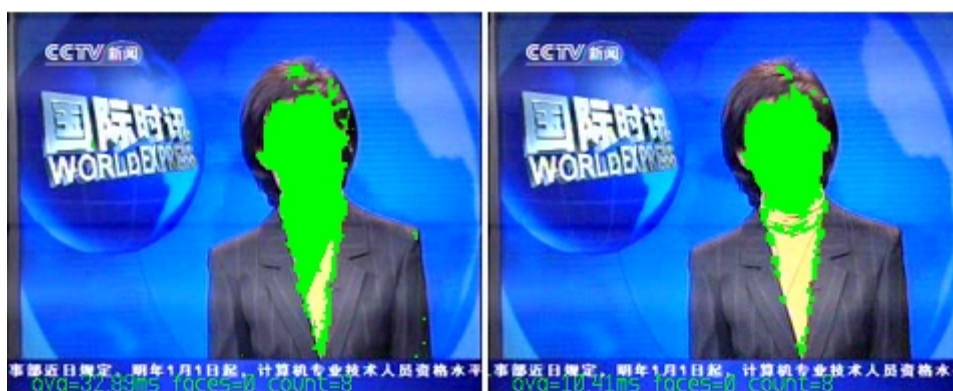 CCTV 新闻
国际时讯
WORLD EXPRESS
事部近日规定，明年1月1日起，计算机专业技术人员资格水平
avg=32.89ms faces=0 count=8
CCTV 新闻
国际时讯
WORLD EXPRESS
事部近日规定，明年1月1日起，计算机专业技术人员资格水
avg=10.41ms faces=0 count=8